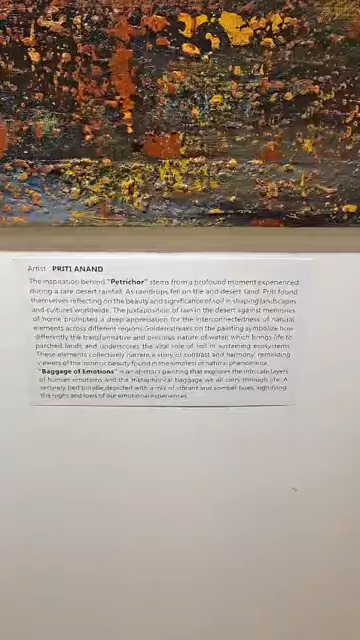 Artist : PRITI ANAND
The inspiration behind "Petrichor" stems from a profound moment experienced
during a rare desert rainfall. As raindrops fell on the arid desert sand, Priti found
themselves reflecting on the beauty and significance of soil in shaping landscapes
and cultures worldwide. The juxtaposition of rain in the desert against memories
of home prompted a deep appreciation for the interconnectedness of natural
elements across different regions. Golden streaks on the painting symbolize how
differently the transformative and precious nature of water, which brings life to
parched lands and underscores the vital role of soil in sustaining ecosystems.
These elements collectively narrate a story of contrast and harmony, reminding
viewers of the intrinsic beauty found in the simplest of natural phenomena.
"Baggage of Emotions" is an abstract painting that explores the intricate layers
of human emotions and the metaphorical baggage we all carry through life. A
securely tied bundle, depicted with a mix of vibrant and somber hues, signifying
the highs and lows of our emotional experiences.